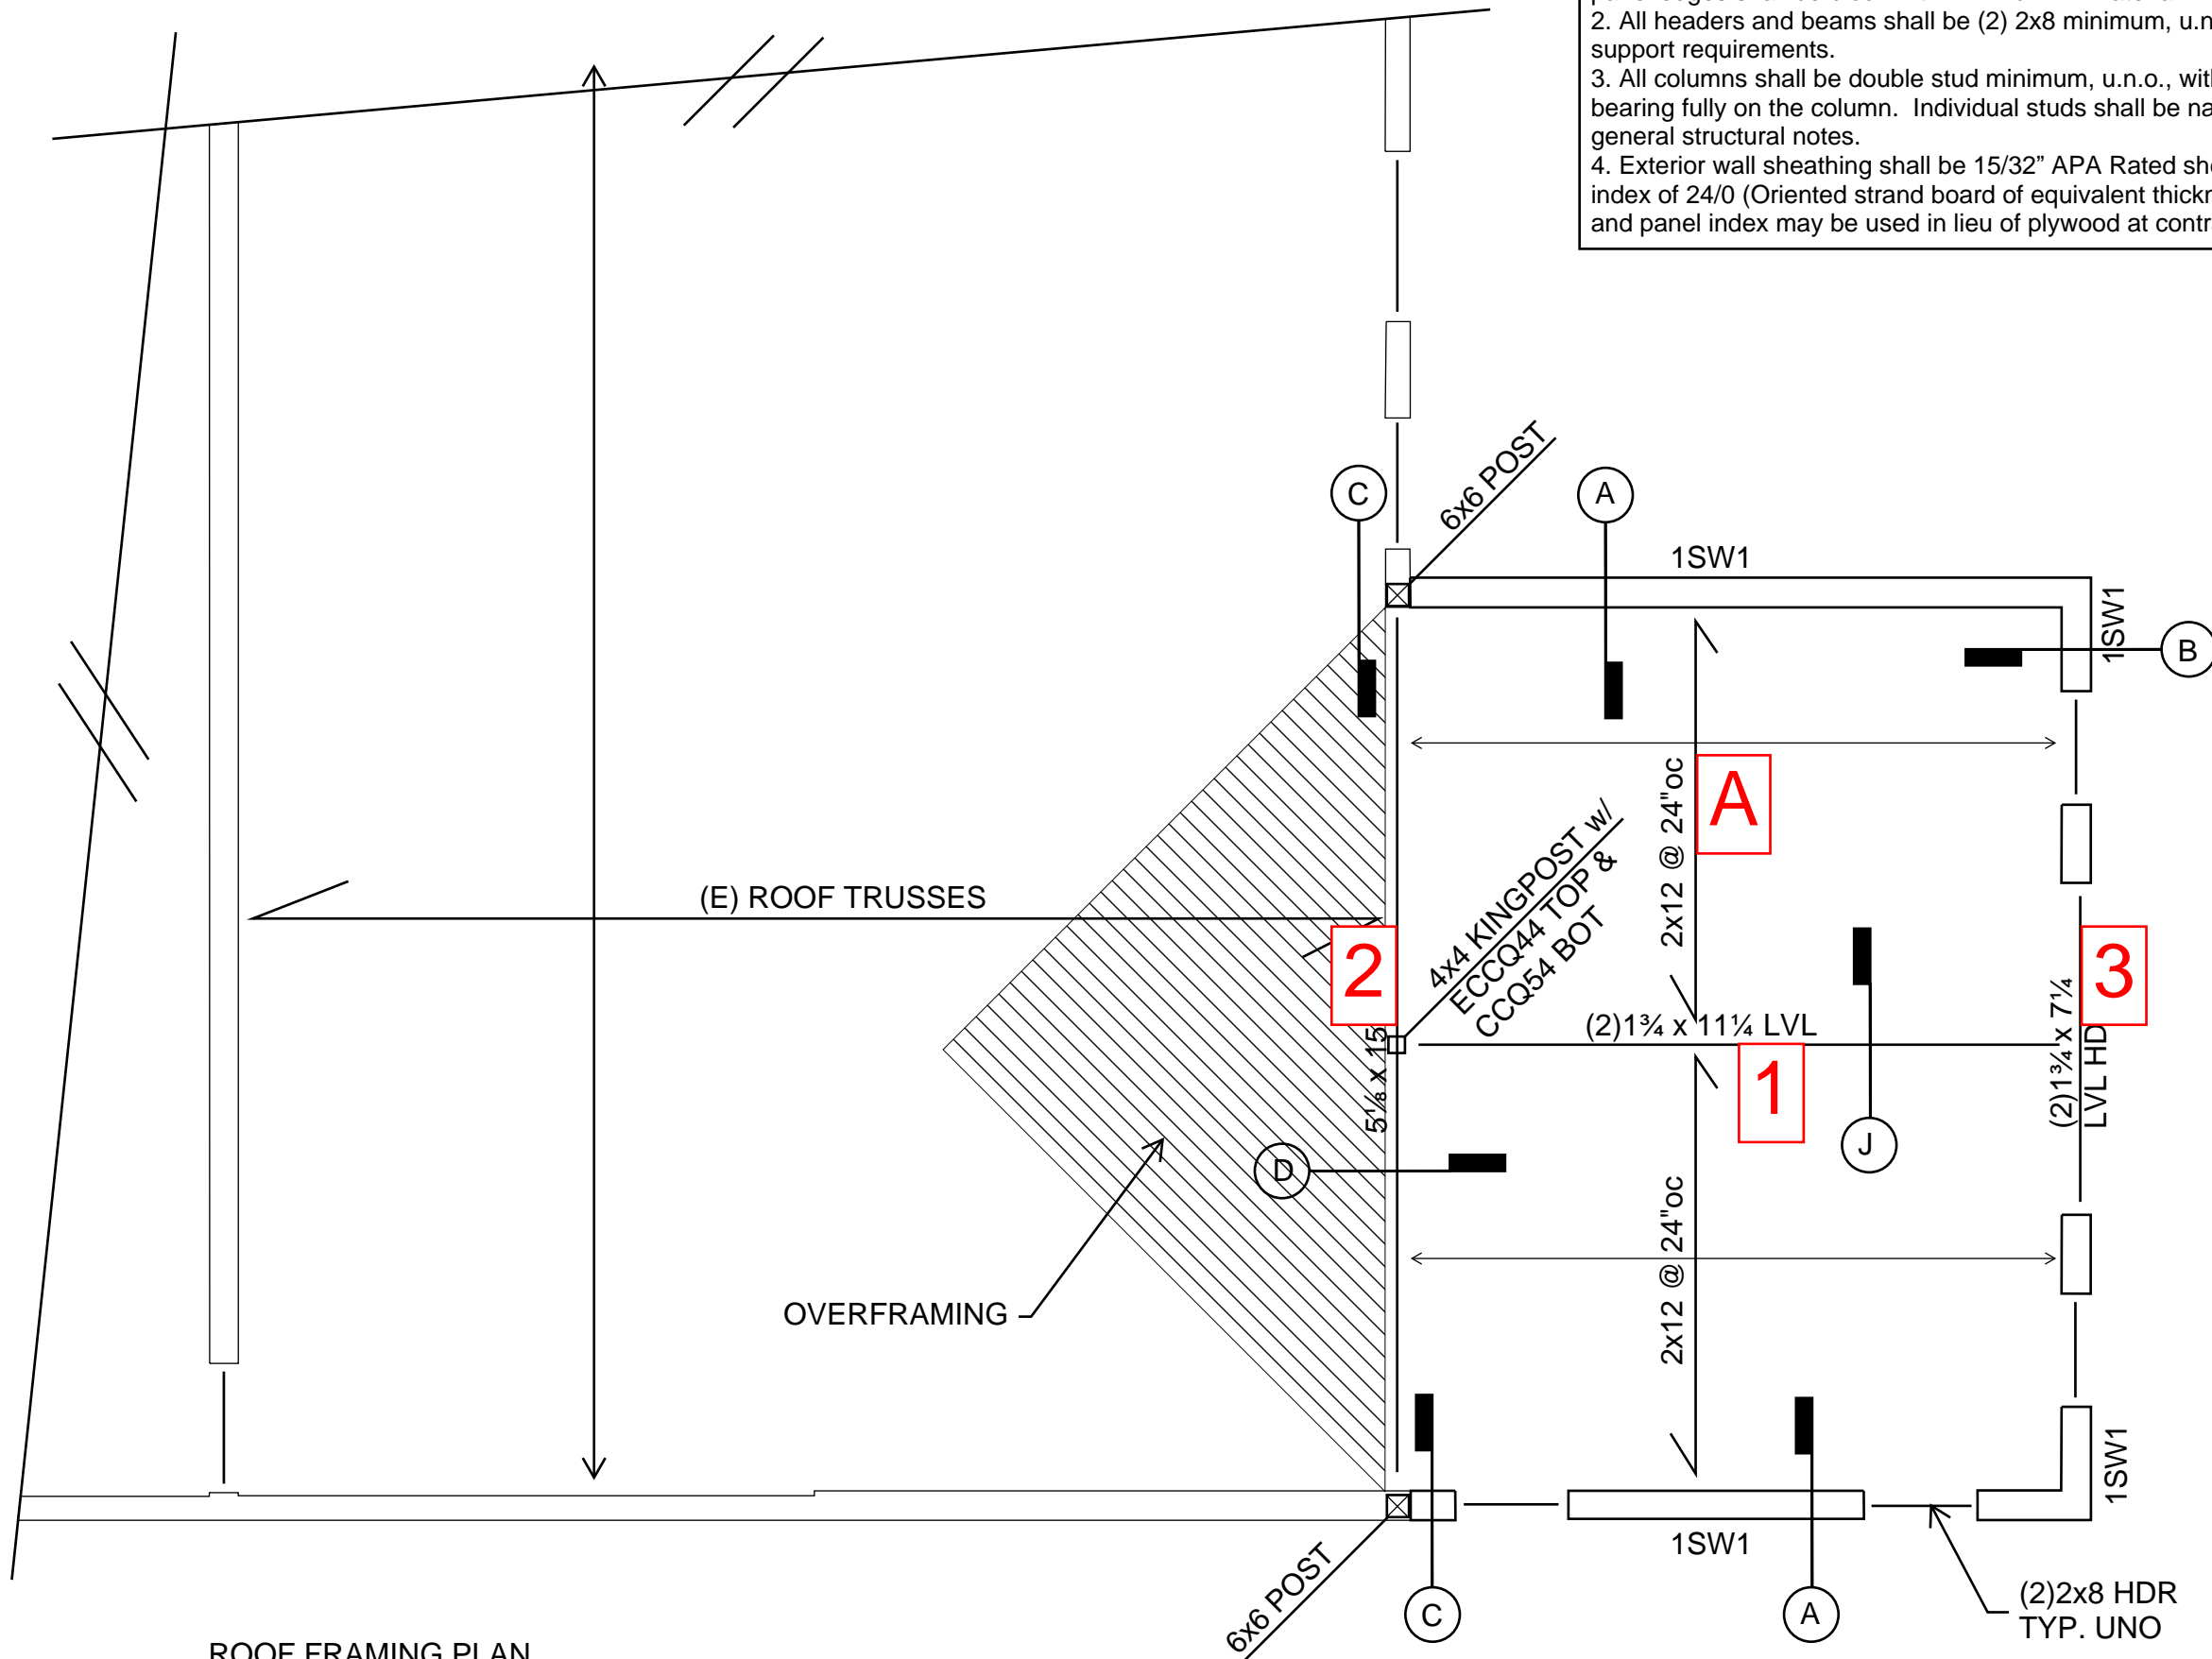 2. All headers and beams shall be (2) 2x8 minimum, u.n
support requirements.
3. All columns shall be double stud minimum, u.n.o., wit
bearing fully on the column. Individual studs shall be na
general structural notes.
4. Exterior wall sheathing shall be 15/32” APA Rated she
index of 24/0 (Oriented strand board of equivalent thickn
and panel index may be used in lieu of plywood at contr
C
6x6 POST
A
1SW1
1SW1
B
2x12 @ 24"oc
A
(E) ROOF TRUSSES
4x4 KINGPOST w/
ECCQ44 TOP &
CCQ54 BOT
2
3
(2)1¾ x 11¼ LVL
(2)1¾ x 7¼
LVL HD
5⅛ x 15
1
J
D
2x12 @ 24"oc
OVERFRAMING
1SW1
1SW1
6x6 POST
C
A
(2)2x8 HDR
TYP. UNO
ROOF FRAMING PLAN